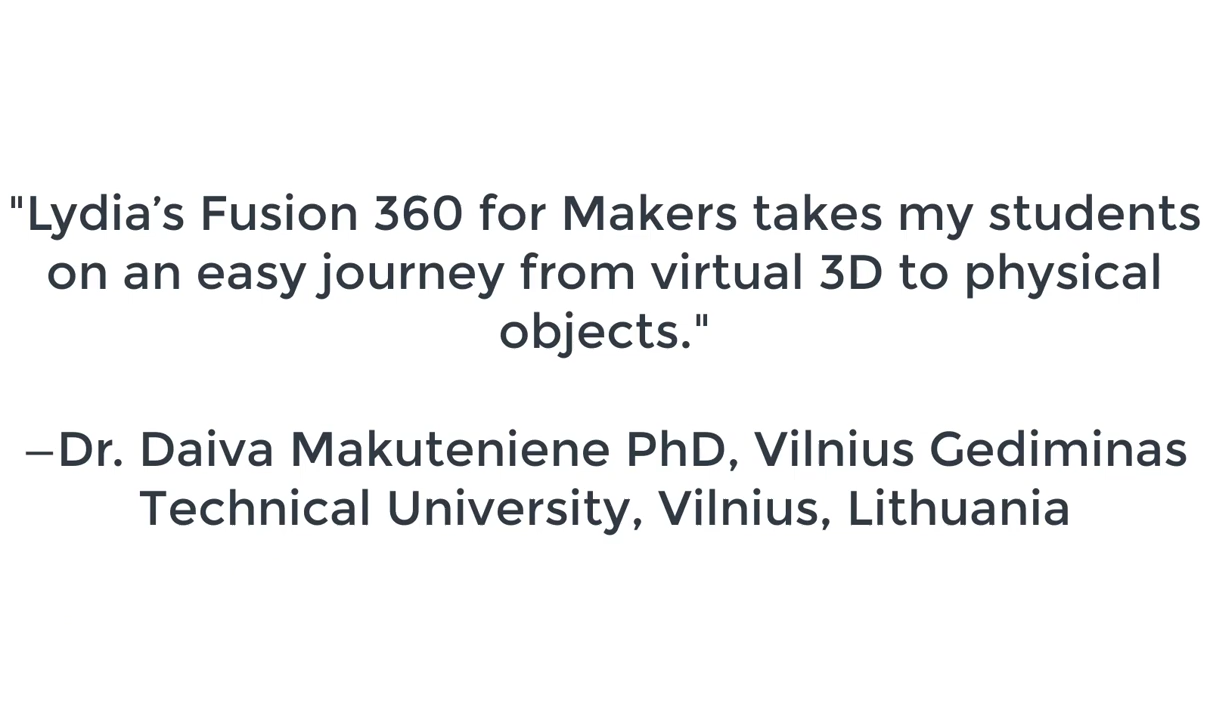 "Lydia’s Fusion 360 for Makers takes my students
on an easy journey from virtual 3D to physical
objects."
—Dr. Daiva Makuteniene PhD, Vilnius Gediminas
Technical University, Vilnius, Lithuania